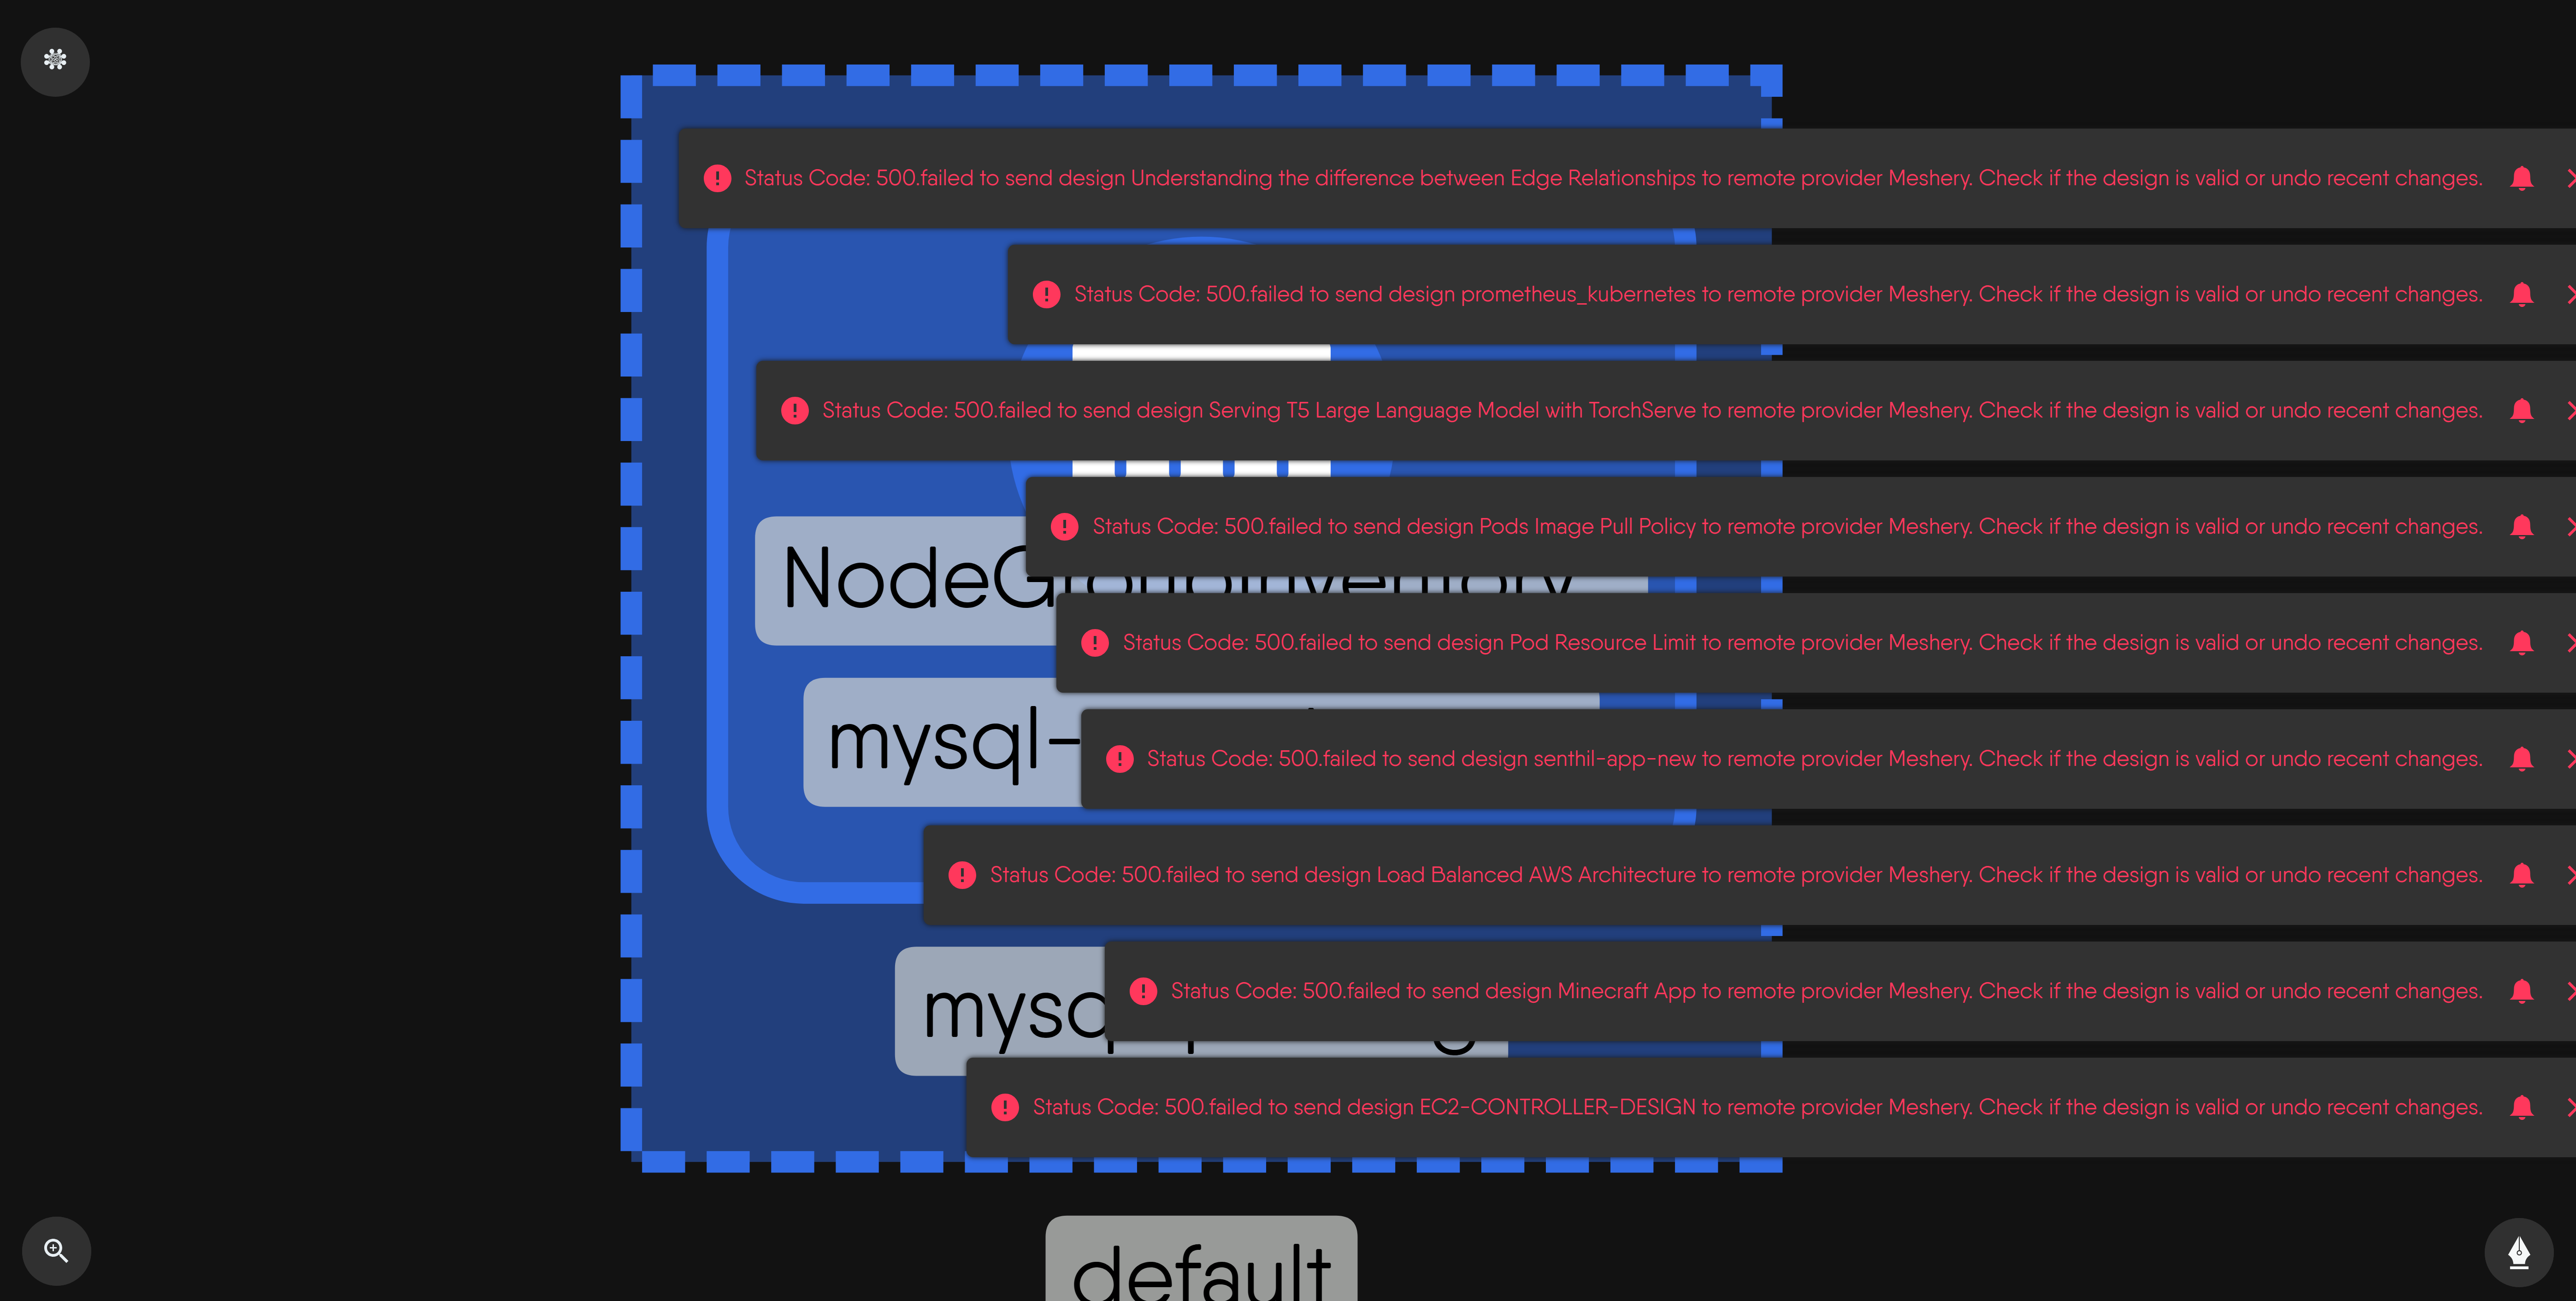 Status Code: 500.failed to send design Understanding the difference between Edge Relationships to remote provider Meshery. Check if the design is valid or undo recent changes.
Status Code: 500.failed to send design prometheus_kubernetes to remote provider Meshery. Check if the design is valid or undo recent changes.
Status Code: 500.failed to send design Serving T5 Large Language Model with TorchServe to remote provider Meshery. Check if the design is valid or undo recent changes.
Status Code: 500.failed to send design Pods Image Pull Policy to remote provider Meshery. Check if the design is valid or undo recent changes.
NodeGroupInventory
Status Code: 500.failed to send design Pod Resource Limit to remote provider Meshery. Check if the design is valid or undo recent changes.
mysql-
Status Code: 500.failed to send design senthil-app-new to remote provider Meshery. Check if the design is valid or undo recent changes.
Status Code: 500.failed to send design Load Balanced AWS Architecture to remote provider Meshery. Check if the design is valid or undo recent changes.
Status Code: 500.failed to send design Minecraft App to remote provider Meshery. Check if the design is valid or undo recent changes.
Status Code: 500.failed to send design EC2-CONTROLLER-DESIGN to remote provider Meshery. Check if the design is valid or undo recent changes.
default